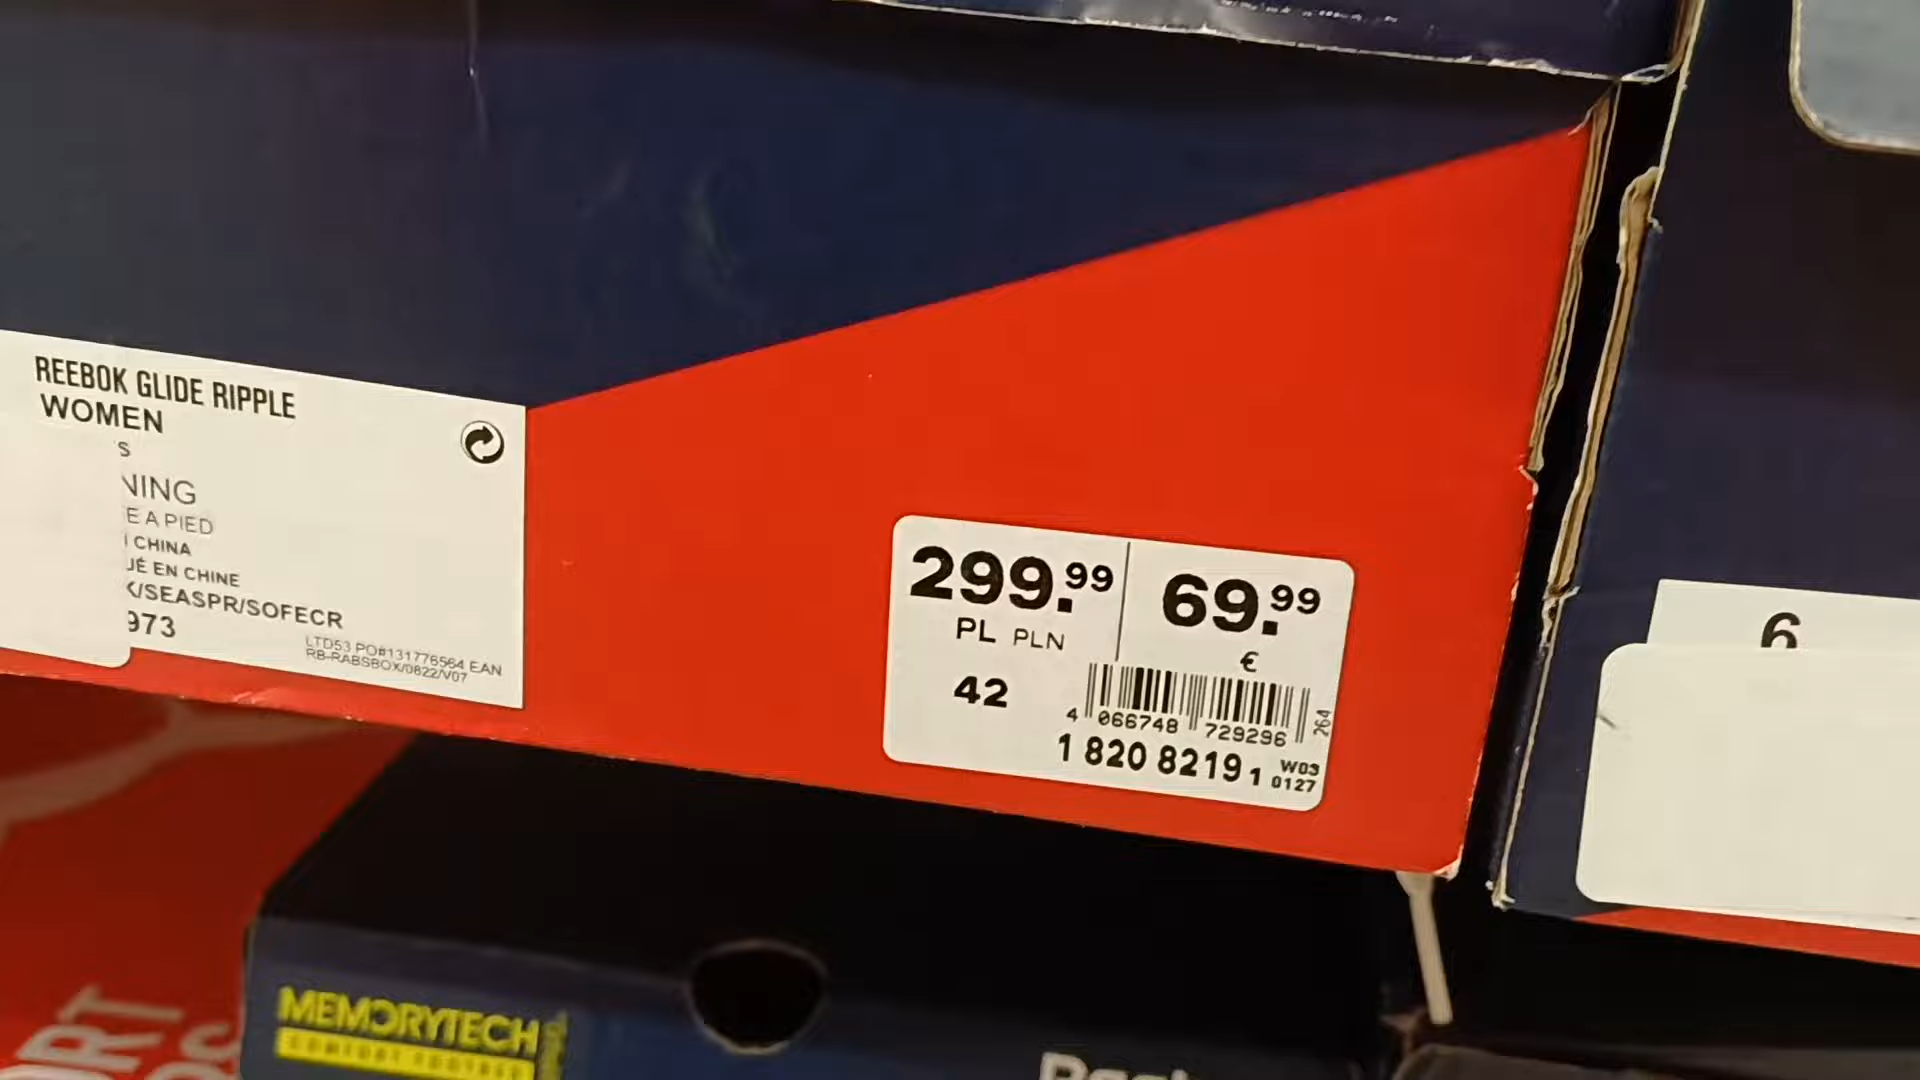 REEBOK GLIDE RIPPLE
WOMEN
S
NING
E A PIED
CHINA
UÉ EN CHINE
K/SEASPR/SOFECR
973
LTD53 PO#131776564 EAN
RB-RABSBOX/0822/V07
299.99
PL PLN
69.99
€
42
4 066748 729296
264
1 820 8219 1
W03
0127
6
MEMORYTECH
ORT